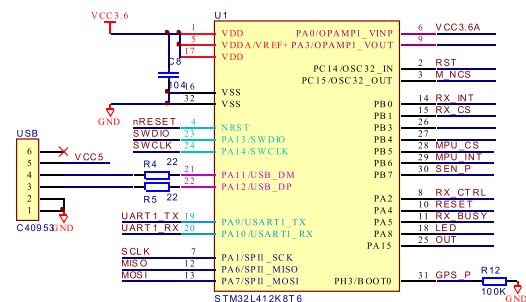 U1
VCC3.6
1 VDD
5 VDDA/VREF+
17 VDD
C8
104
16 VSS
32 VSS
GND
nRESET 4 NRST
SWDIO 23 PA13/SWDIO
SWCLK 24 PA14/SWCLK
USB
6
5 VCC5
4
3
2
1
C40953
GND
R4 22
R5 22
21 PA11/USB_DM
22 PA12/USB_DP
UART1_TX 19 PA9/USART1_TX
UART1_RX 20 PA10/USART1_RX
SCLK 7 PA1/SPI1_SCK
MISO 12 PA6/SPI1_MISO
MOSI 13 PA7/SPI1_MOSI
STM32L412K8T6
PA0/OPAMP1_VINP 6 VCC3.6A
PA3/OPAMP1_VOUT 9
PC14/OSC32_IN 2 RST
PC15/OSC32_OUT 3 M_NCS
PB0 14 RX_INT
PB1 15 RX_CS
PB3 26
PB4 27
PB5 28 MPU_CS
PB6 29 MPU_INT
PB7 30 SEN_P
PA2 8 RX_CTRL
PA4 10 RESET
PA5 11 RX_BUSY
PA8 18 LED
PA15 25 OUT
PH3/BOOT0 31 GPS_P
R12
100K
GND